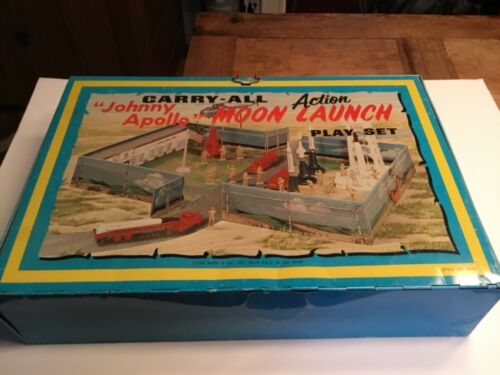 CARRY-ALL Action
"Johnny Apollo" MOON LAUNCH
PLAY SET